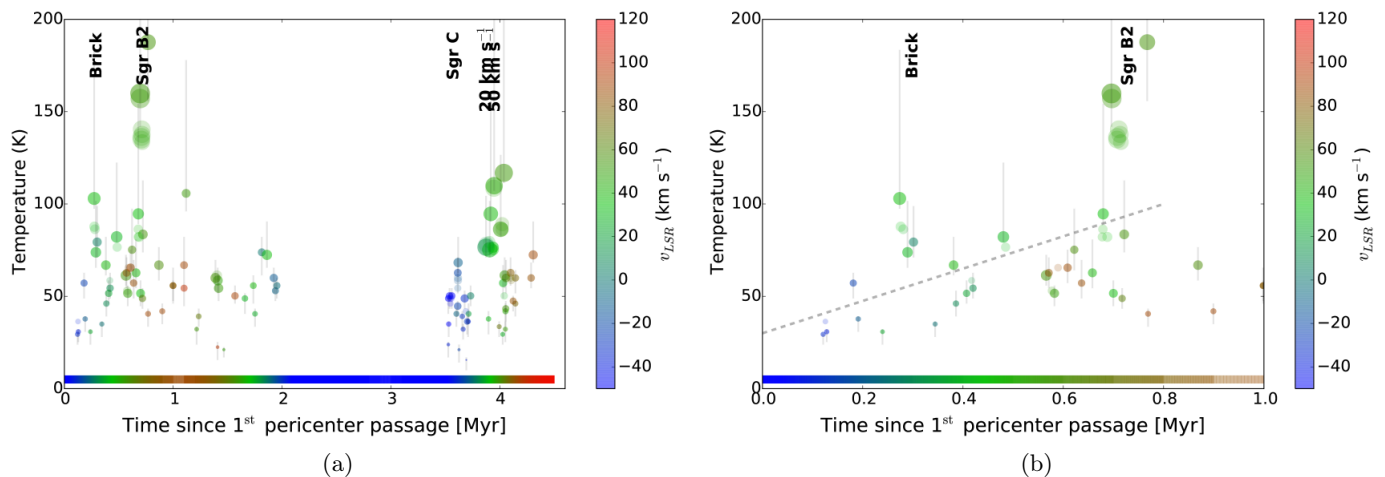 200
150
100
50
0
Temperature (K)
Brick
Sgr B2
Sgr C
20 km s⁻¹
50 km s⁻¹
0 1 2 3 4
Time since 1ˢᵗ pericenter passage [Myr]
120
100
80
60
40
20
0
−20
−40
v_LSR (km s⁻¹)
(a)
200
150
100
50
0
Temperature (K)
Brick
Sgr B2
0.0 0.2 0.4 0.6 0.8 1.0
Time since 1ˢᵗ pericenter passage [Myr]
120
100
80
60
40
20
0
−20
−40
v_LSR (km s⁻¹)
(b)